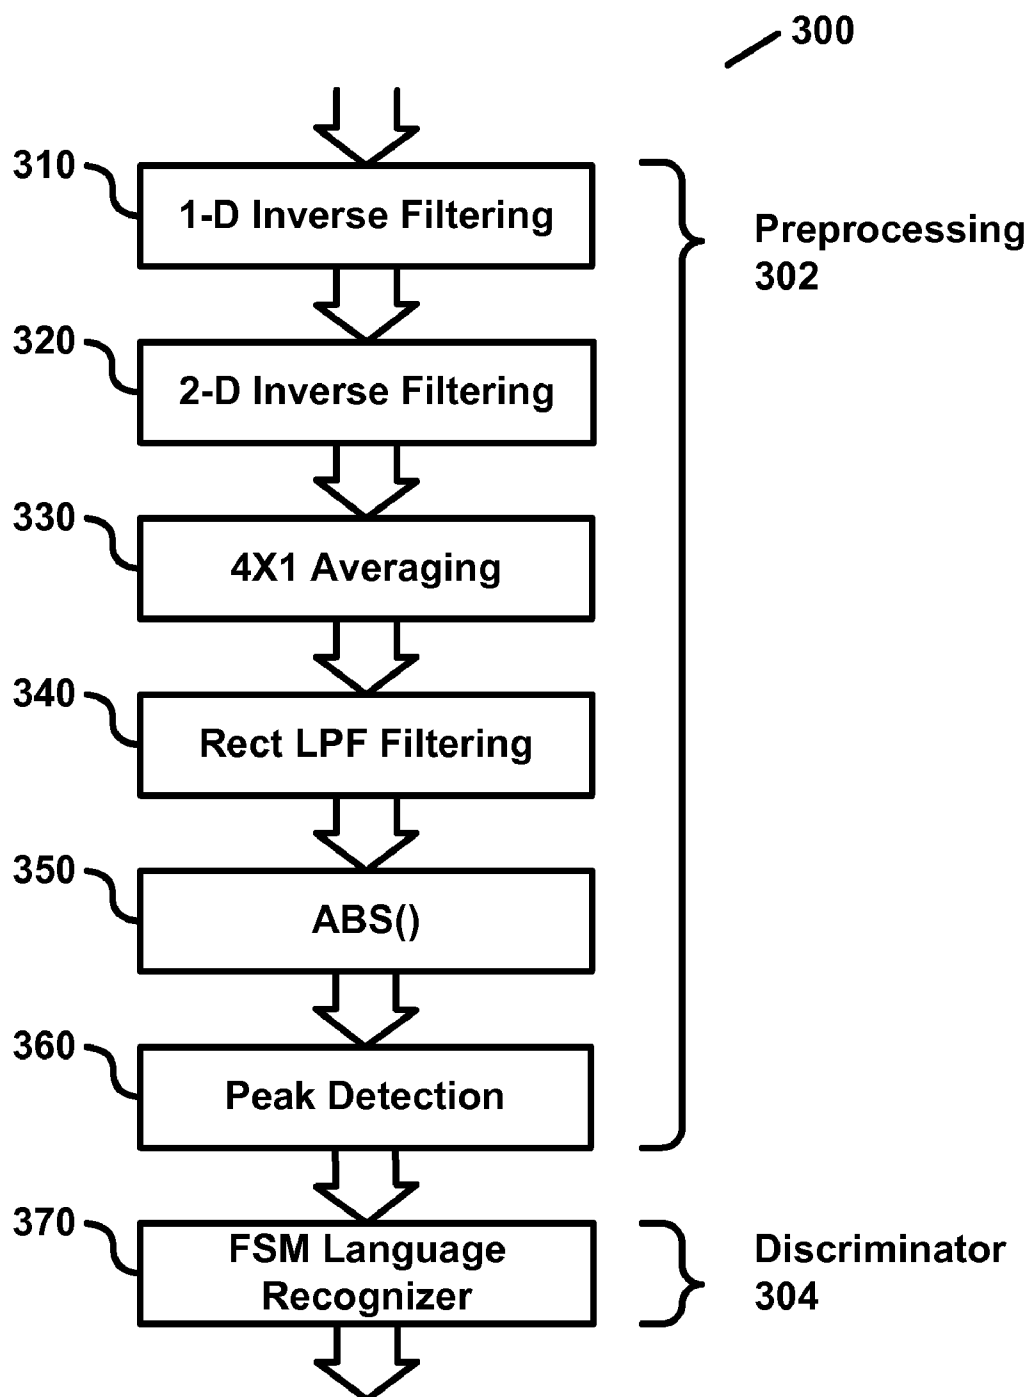 300
310
1-D Inverse Filtering
Preprocessing
302
320
2-D Inverse Filtering
330
4X1 Averaging
340
Rect LPF Filtering
350
ABS()
360
Peak Detection
370
FSM Language
Recognizer
Discriminator
304